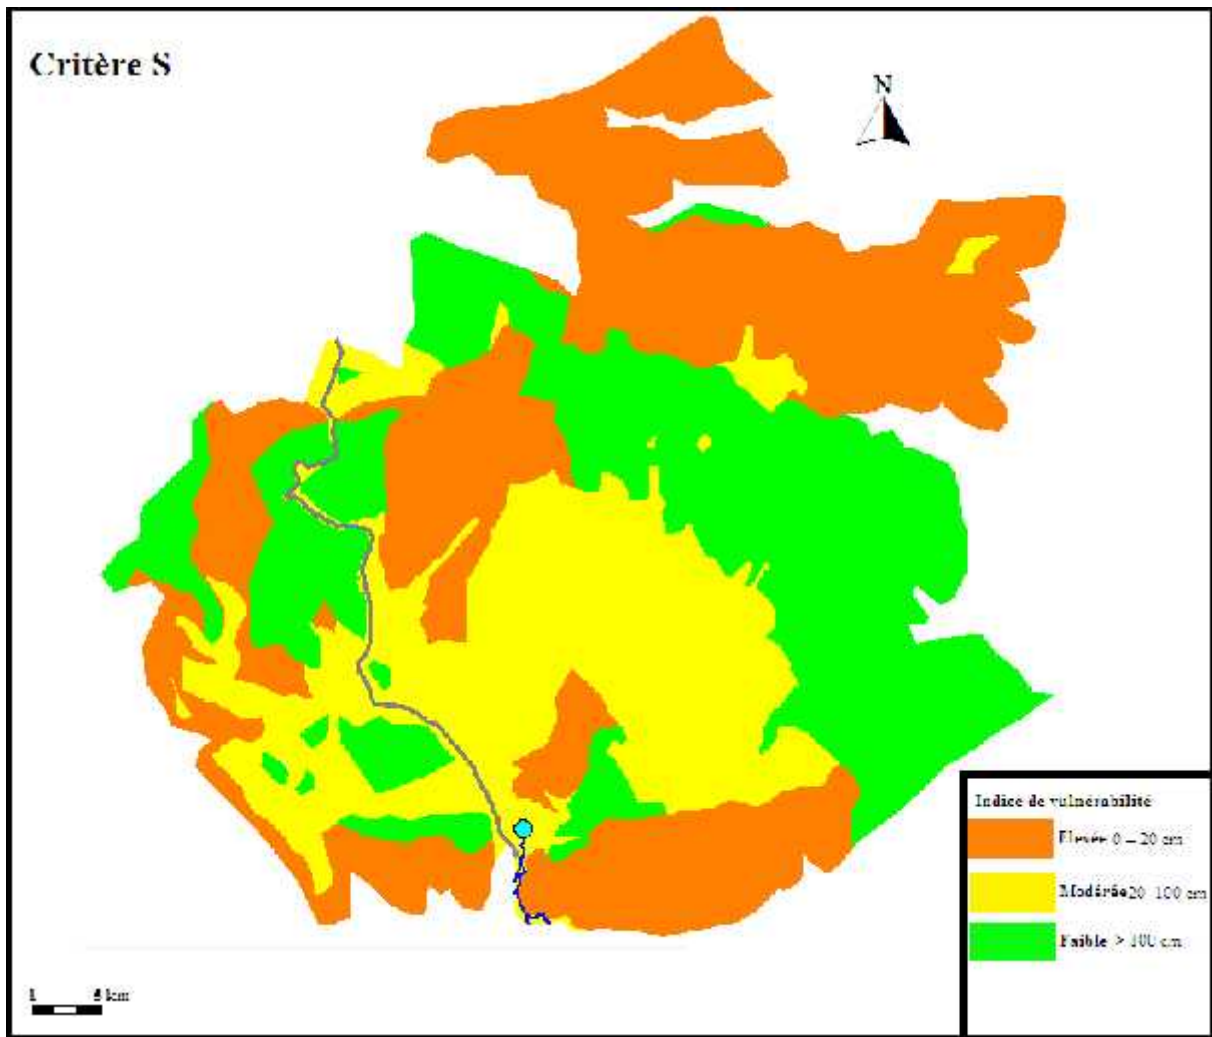 Critère S
N
Indice de vulnérabilité
Elevée 0 – 20 cm
Modérée 20 100 cm
Faible > 100 cm
km